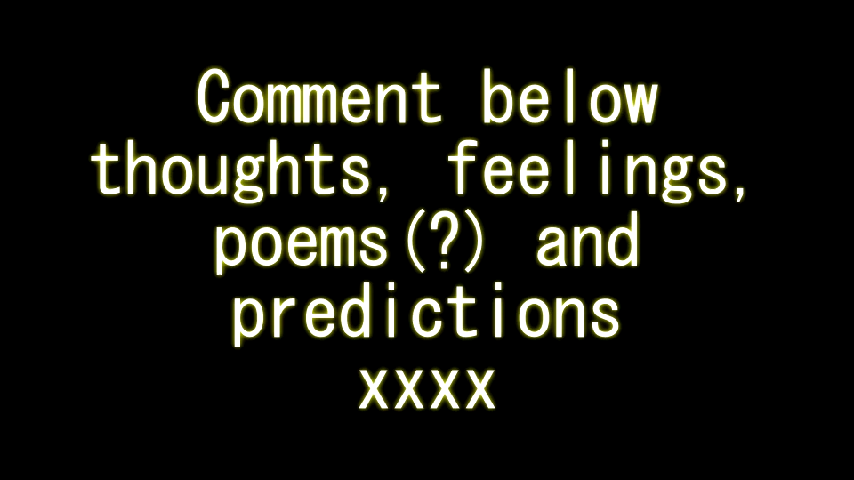 Comment below
thoughts, feelings,
poems(?) and
predictions
xxxx